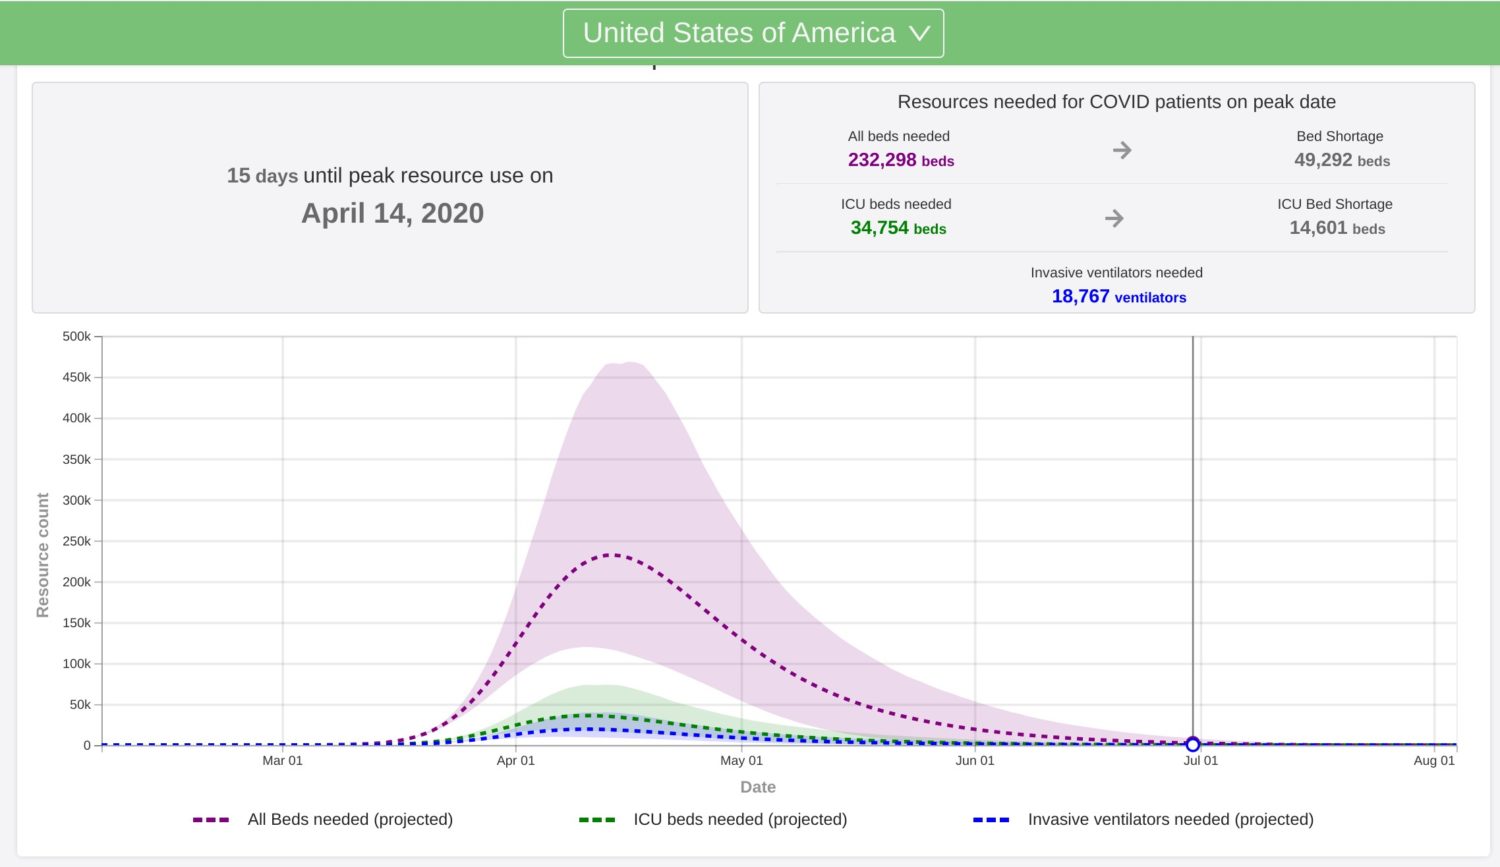 United States of America
15 days until peak resource use on
April 14, 2020
Resources needed for COVID patients on peak date
All beds needed
232,298 beds
Bed Shortage
49,292 beds
ICU beds needed
34,754 beds
ICU Bed Shortage
14,601 beds
Invasive ventilators needed
18,767 ventilators
Resource count
500k
450k
400k
350k
300k
250k
200k
150k
100k
50k
0
Mar 01 Apr 01 May 01 Jun 01 Jul 01 Aug 01
Date
All Beds needed (projected) ICU beds needed (projected) Invasive ventilators needed (projected)